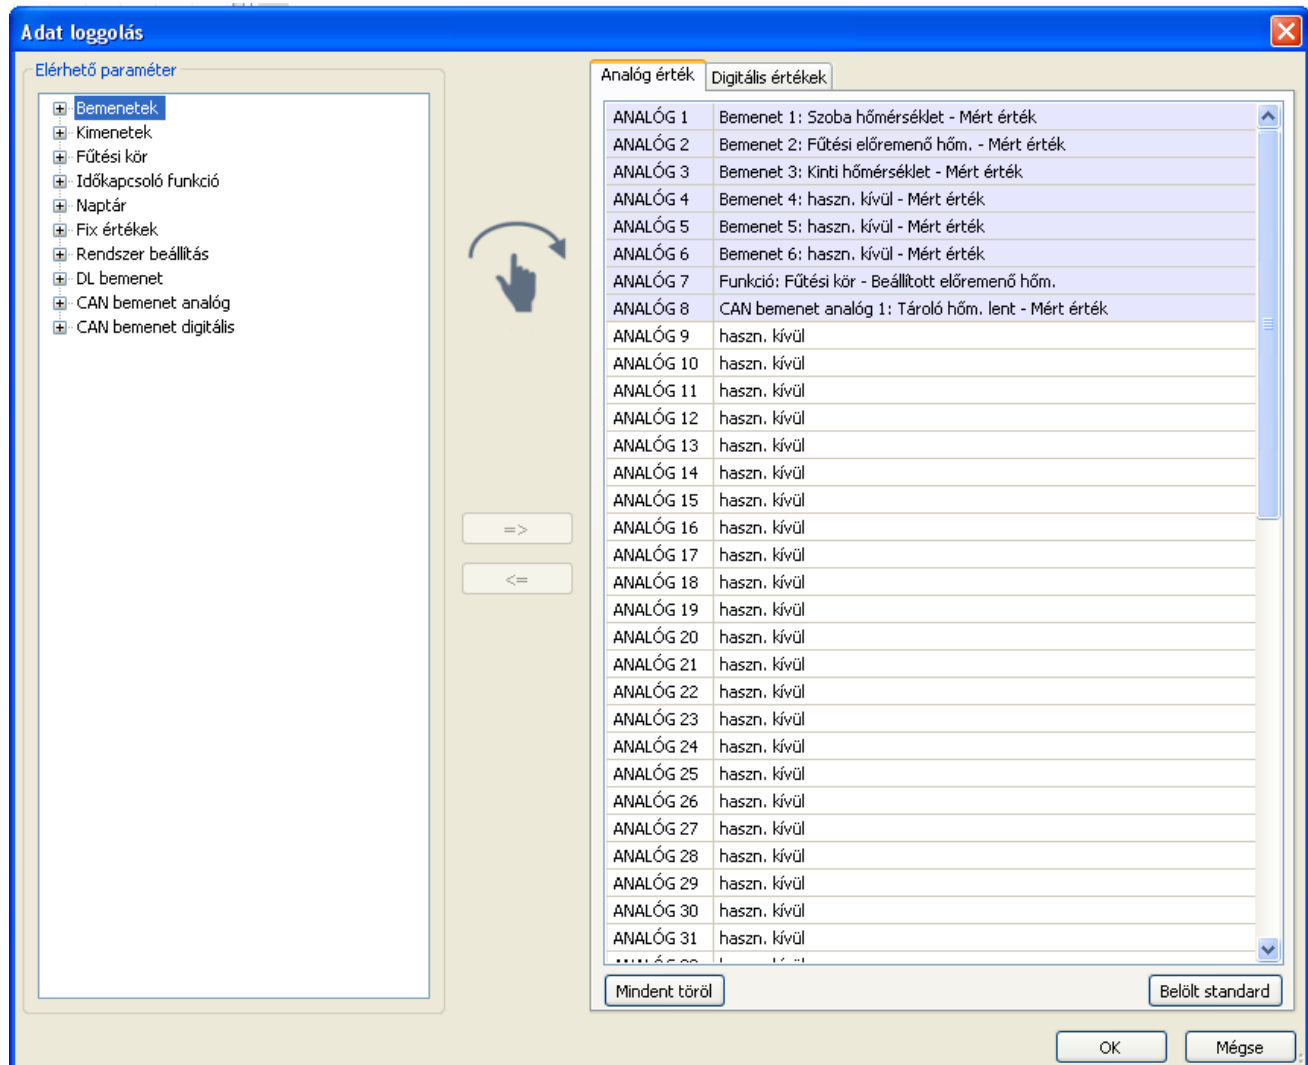 Adat loggolás
Elérhető paraméter
Bemenetek
Kimenetek
Fűtési kör
Időkapcsoló funkció
Naptár
Fix értékek
Rendszer beállítás
DL bemenet
CAN bemenet analóg
CAN bemenet digitális
=>
<=
Analóg érték Digitális értékek
ANALÓG 1 Bemenet 1: Szoba hőmérséklet - Mért érték
ANALÓG 2 Bemenet 2: Fűtési előremenő hőm. - Mért érték
ANALÓG 3 Bemenet 3: Kinti hőmérséklet - Mért érték
ANALÓG 4 Bemenet 4: haszn. kívül - Mért érték
ANALÓG 5 Bemenet 5: haszn. kívül - Mért érték
ANALÓG 6 Bemenet 6: haszn. kívül - Mért érték
ANALÓG 7 Funkció: Fűtési kör - Beállított előremenő hőm.
ANALÓG 8 CAN bemenet analóg 1: Tároló hőm. lent - Mért érték
ANALÓG 9 haszn. kívül
ANALÓG 10 haszn. kívül
ANALÓG 11 haszn. kívül
ANALÓG 12 haszn. kívül
ANALÓG 13 haszn. kívül
ANALÓG 14 haszn. kívül
ANALÓG 15 haszn. kívül
ANALÓG 16 haszn. kívül
ANALÓG 17 haszn. kívül
ANALÓG 18 haszn. kívül
ANALÓG 19 haszn. kívül
ANALÓG 20 haszn. kívül
ANALÓG 21 haszn. kívül
ANALÓG 22 haszn. kívül
ANALÓG 23 haszn. kívül
ANALÓG 24 haszn. kívül
ANALÓG 25 haszn. kívül
ANALÓG 26 haszn. kívül
ANALÓG 27 haszn. kívül
ANALÓG 28 haszn. kívül
ANALÓG 29 haszn. kívül
ANALÓG 30 haszn. kívül
ANALÓG 31 haszn. kívül
Mindent töröl Belölt standard
OK Mégse